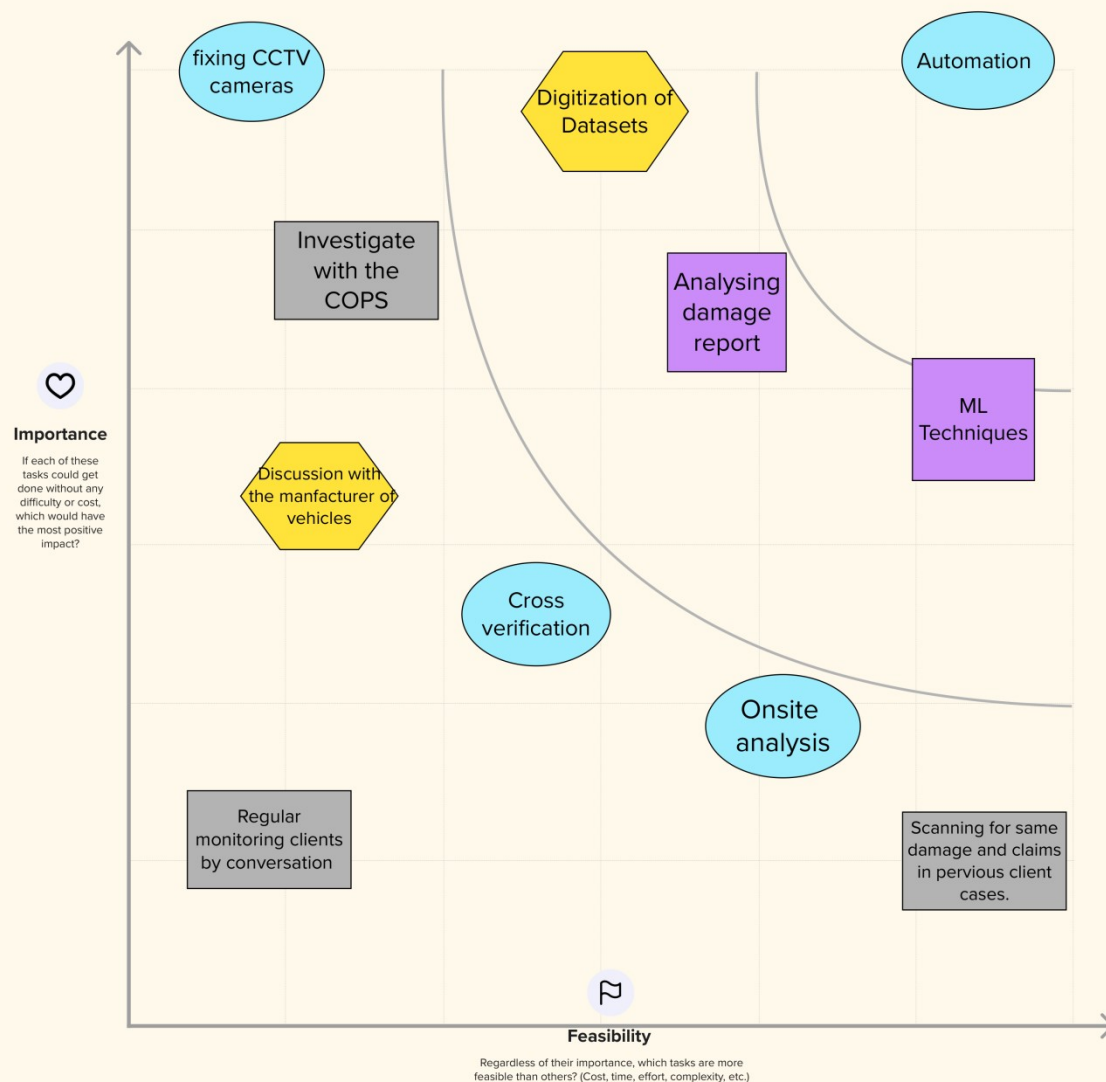 fixing CCTV
cameras
Digitization of
Datasets
Automation
Investigate
with the
COPS
Analysing
damage
report
ML
Techniques
Importance
If each of these
tasks could get
done without any
difficulty or cost,
which would have
the most positive
impact?
Discussion with
the manfacturer of
vehicles
Cross
verification
Onsite
analysis
Regular
monitoring clients
by conversation
Scanning for same
damage and claims
in pervious client
cases.
Feasibility
Regardless of their importance, which tasks are more
feasible than others? (Cost, time, effort, complexity, etc.)